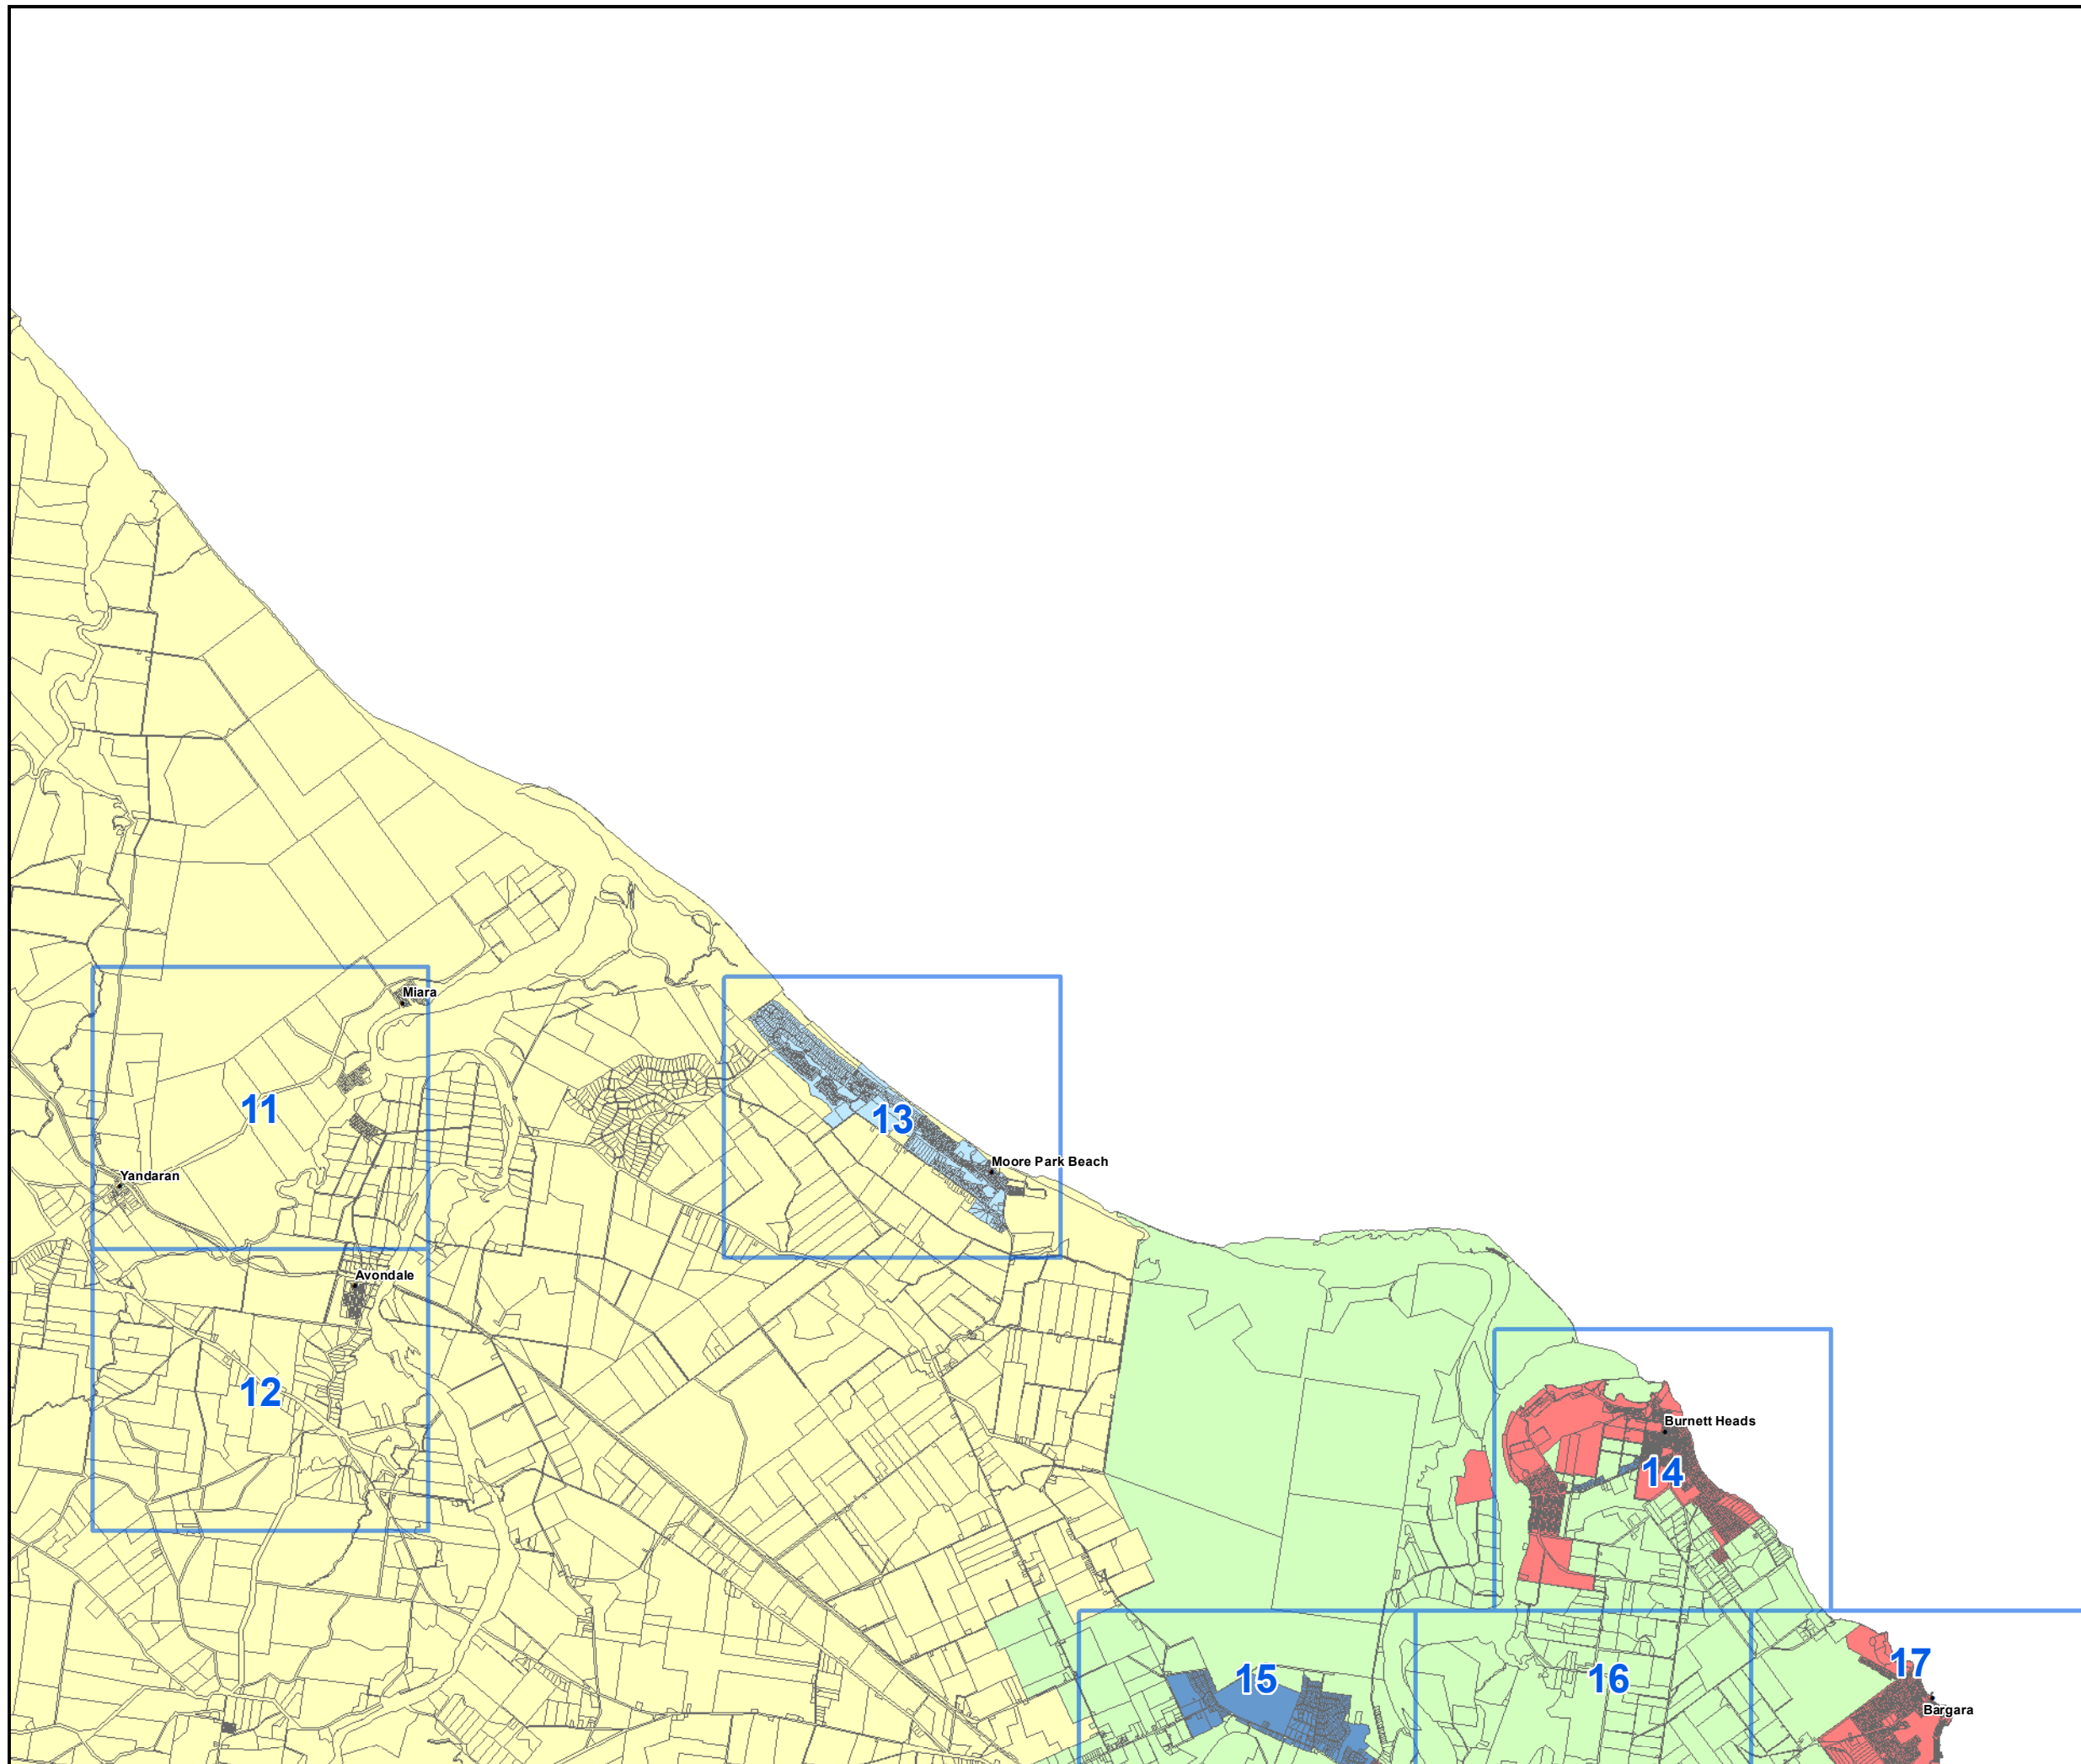 Miara
11
13
Moore Park Beach
Yandaran
Avondale
12
Burnett Heads
14
15
16
17
Bargara